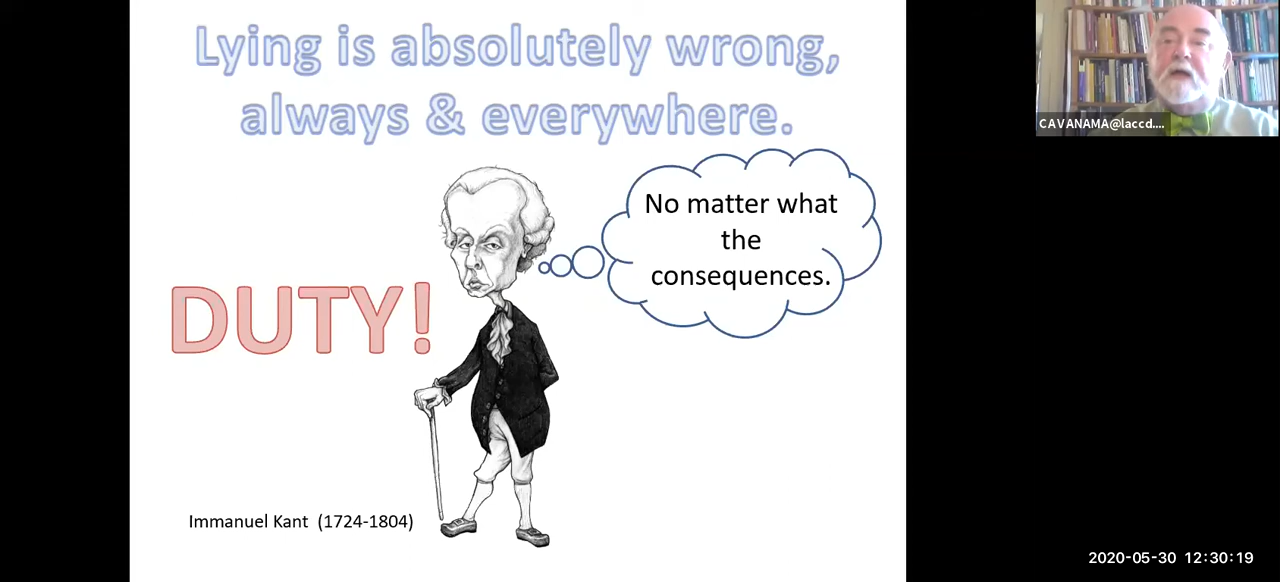 Lying is absolutely wrong,
always & everywhere.
No matter what
the
consequences.
DUTY!
Immanuel Kant  (1724-1804)
CAVANAMA@laccd....
2020-05-30  12:30:19